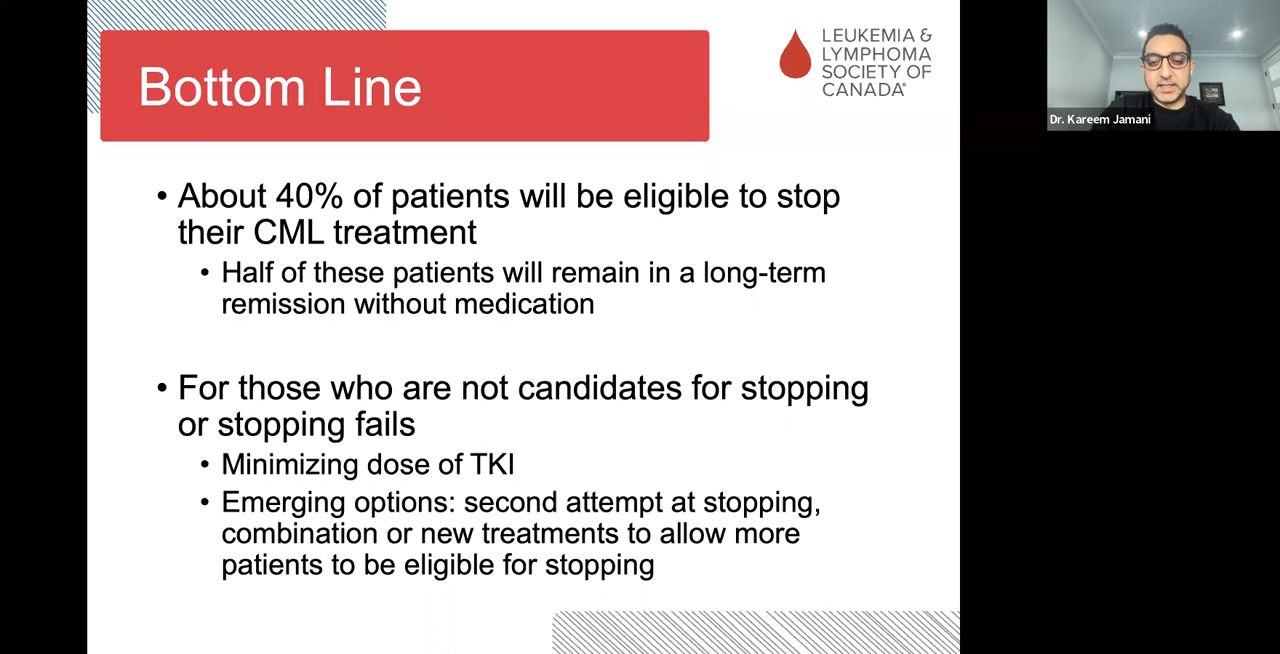 Bottom Line
LEUKEMIA &
LYMPHOMA
SOCIETY OF
CANADA®
Dr. Kareem Jamani
• About 40% of patients will be eligible to stop
their CML treatment
• Half of these patients will remain in a long-term
remission without medication
• For those who are not candidates for stopping
or stopping fails
• Minimizing dose of TKI
• Emerging options: second attempt at stopping,
combination or new treatments to allow more
patients to be eligible for stopping